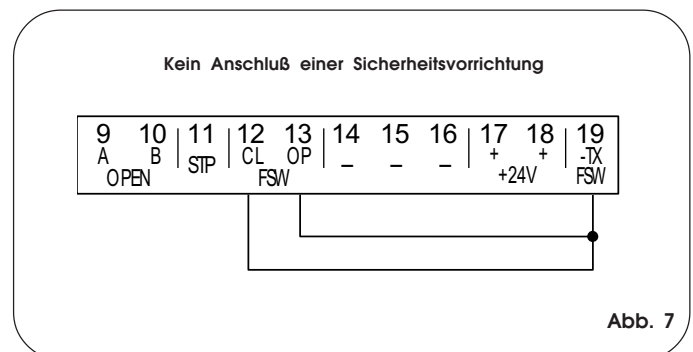 Kein Anschluß einer Sicherheitsvorrichtung
9 10 11 12 13 14 15 16 17 18 19
A B STP CL OP – – – + + -TX
OPEN FSW +24V FSW
Abb. 7